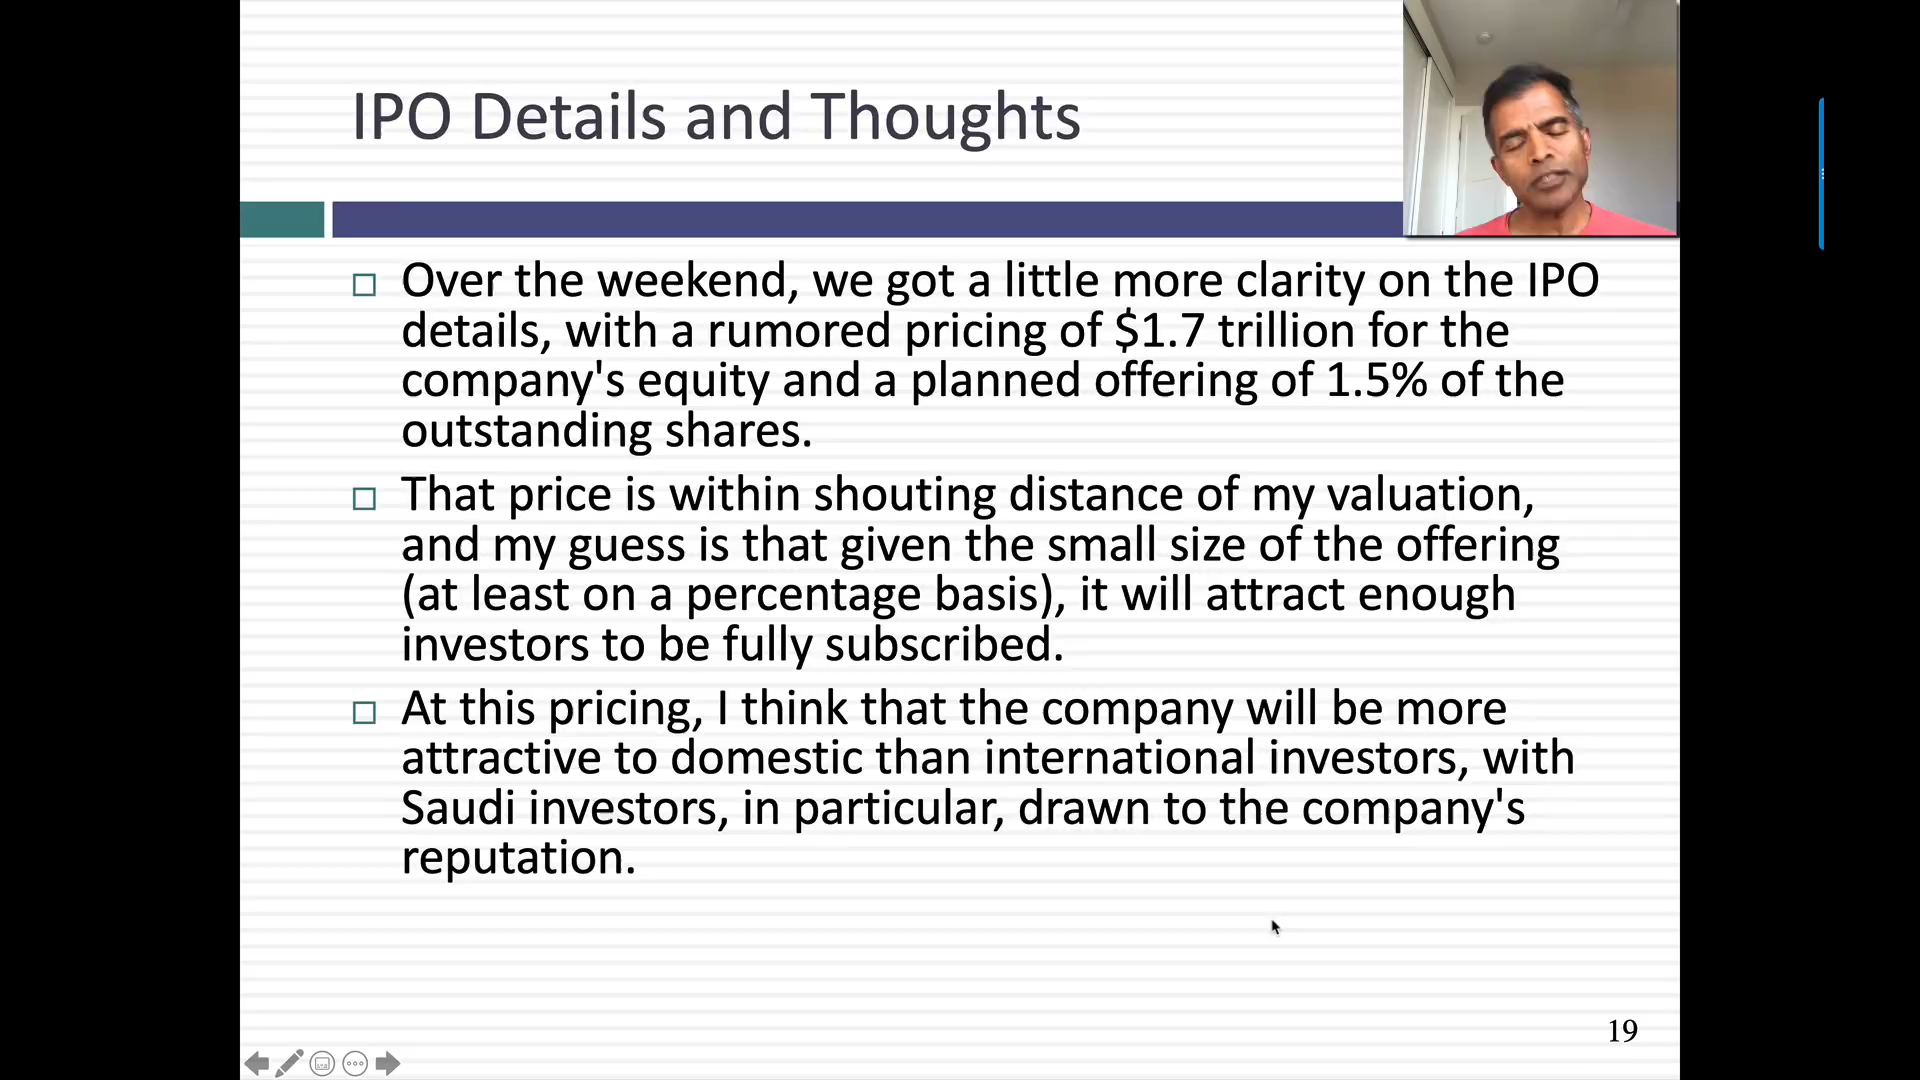 IPO Details and Thoughts
Over the weekend, we got a little more clarity on the IPO
details, with a rumored pricing of $1.7 trillion for the
company's equity and a planned offering of 1.5% of the
outstanding shares.
That price is within shouting distance of my valuation,
and my guess is that given the small size of the offering
(at least on a percentage basis), it will attract enough
investors to be fully subscribed.
At this pricing, I think that the company will be more
attractive to domestic than international investors, with
Saudi investors, in particular, drawn to the company's
reputation.
19